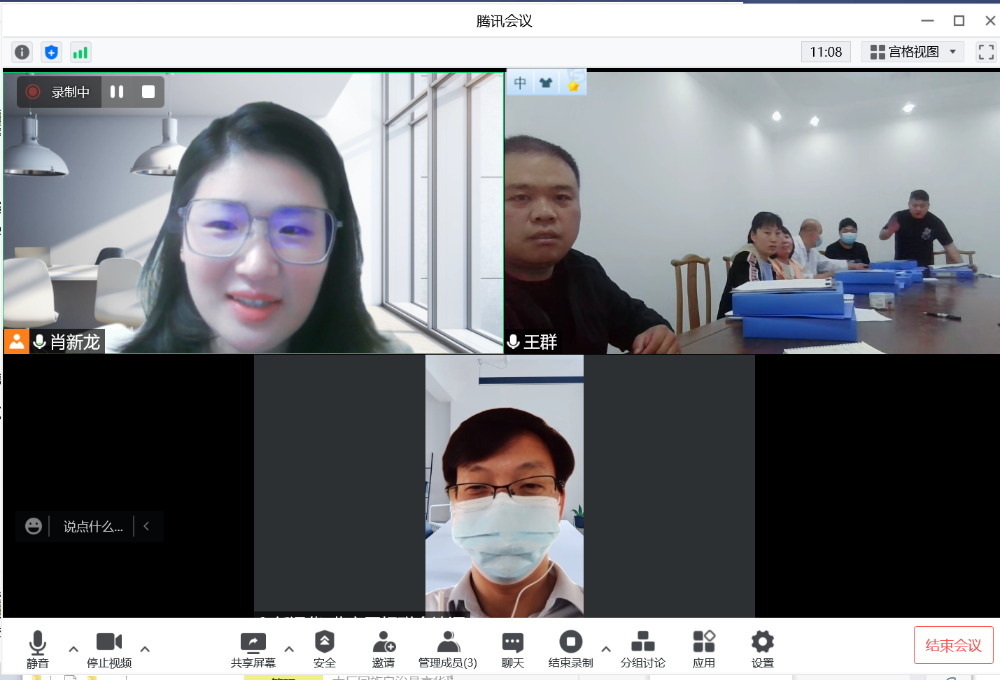 腾讯会议
11:08 宫格视图
录制中
中
肖新龙
王群
说点什么...
静音 停止视频 共享屏幕 安全 邀请 管理成员(3) 聊天 结束录制 分组讨论 应用 设置 结束会议